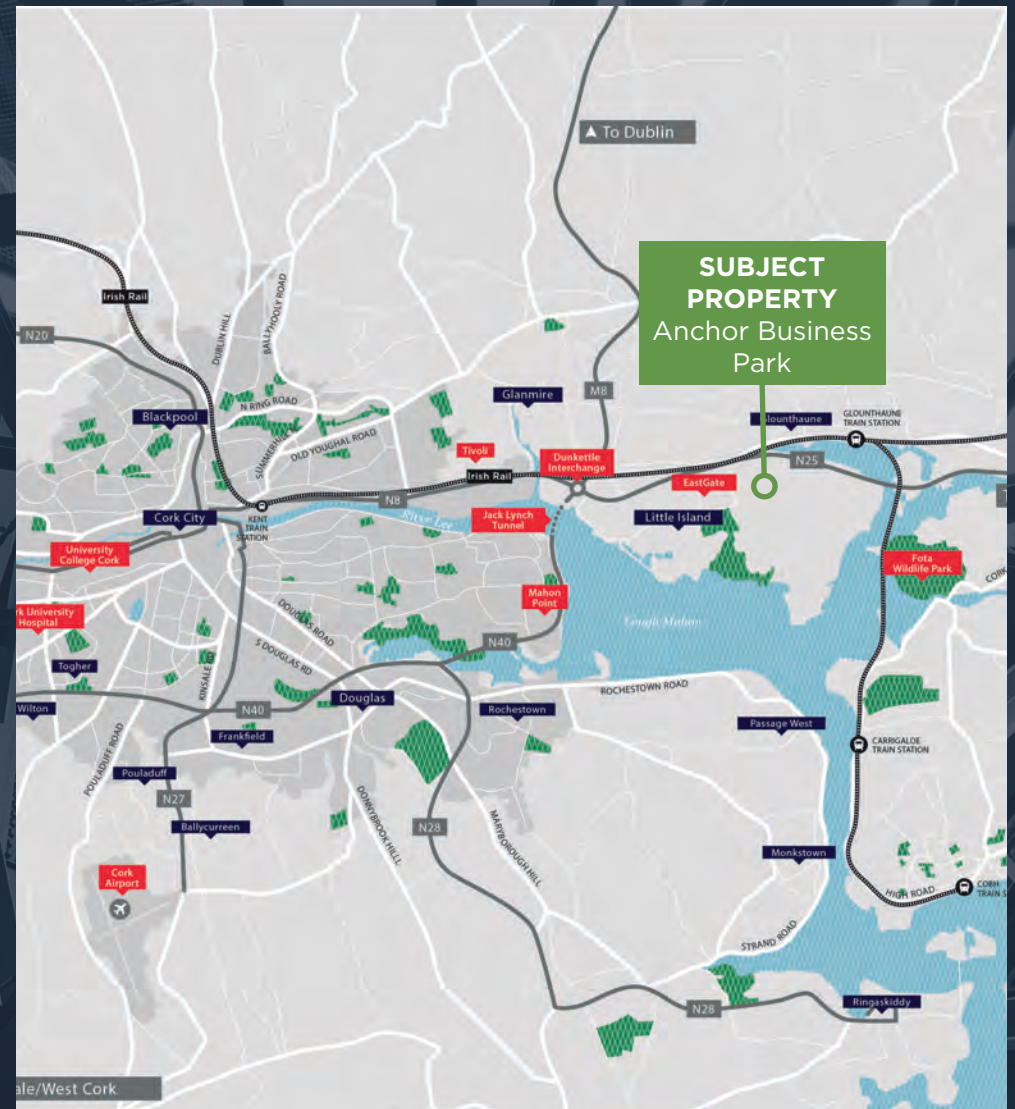 To Dublin
SUBJECT
PROPERTY
Anchor Business
Park
Irish Rail
N20
DUBLIN HILL
BALLYHOOLY ROAD
M8
Glanmire
Blackpool
N RING ROAD
SUMMERHILL
OLD YOUGHAL ROAD
Tivoli
Irish Rail
Dunkettle
Interchange
Glounthaune
GLOUNTHAUNE
TRAIN STATION
N25
EastGate
N8
River Lee
Cork City
KENT
TRAIN
STATION
Jack Lynch
Tunnel
Little Island
University
College Cork
Fota
Wildlife Park
CORK
Mahon
Point
rk University
Hospital
DOUGLAS ROAD
S DOUGLAS RD
Lough Mahon
N40
Togher
KINSALE RD
ROCHESTOWN ROAD
Wilton
N40
Douglas
Rochestown
Passage West
Frankfield
CARRIGALOE
TRAIN STATION
POULADUFF ROAD
Pouladuff
N27
Ballycurreen
N28
DONNYBROOK HILLL
MARYBOROUGH HILL
Monkstown
Cork
Airport
HIGH ROAD
COBH
TRAIN S
STRAND ROAD
N28
Ringaskiddy
ale/West Cork